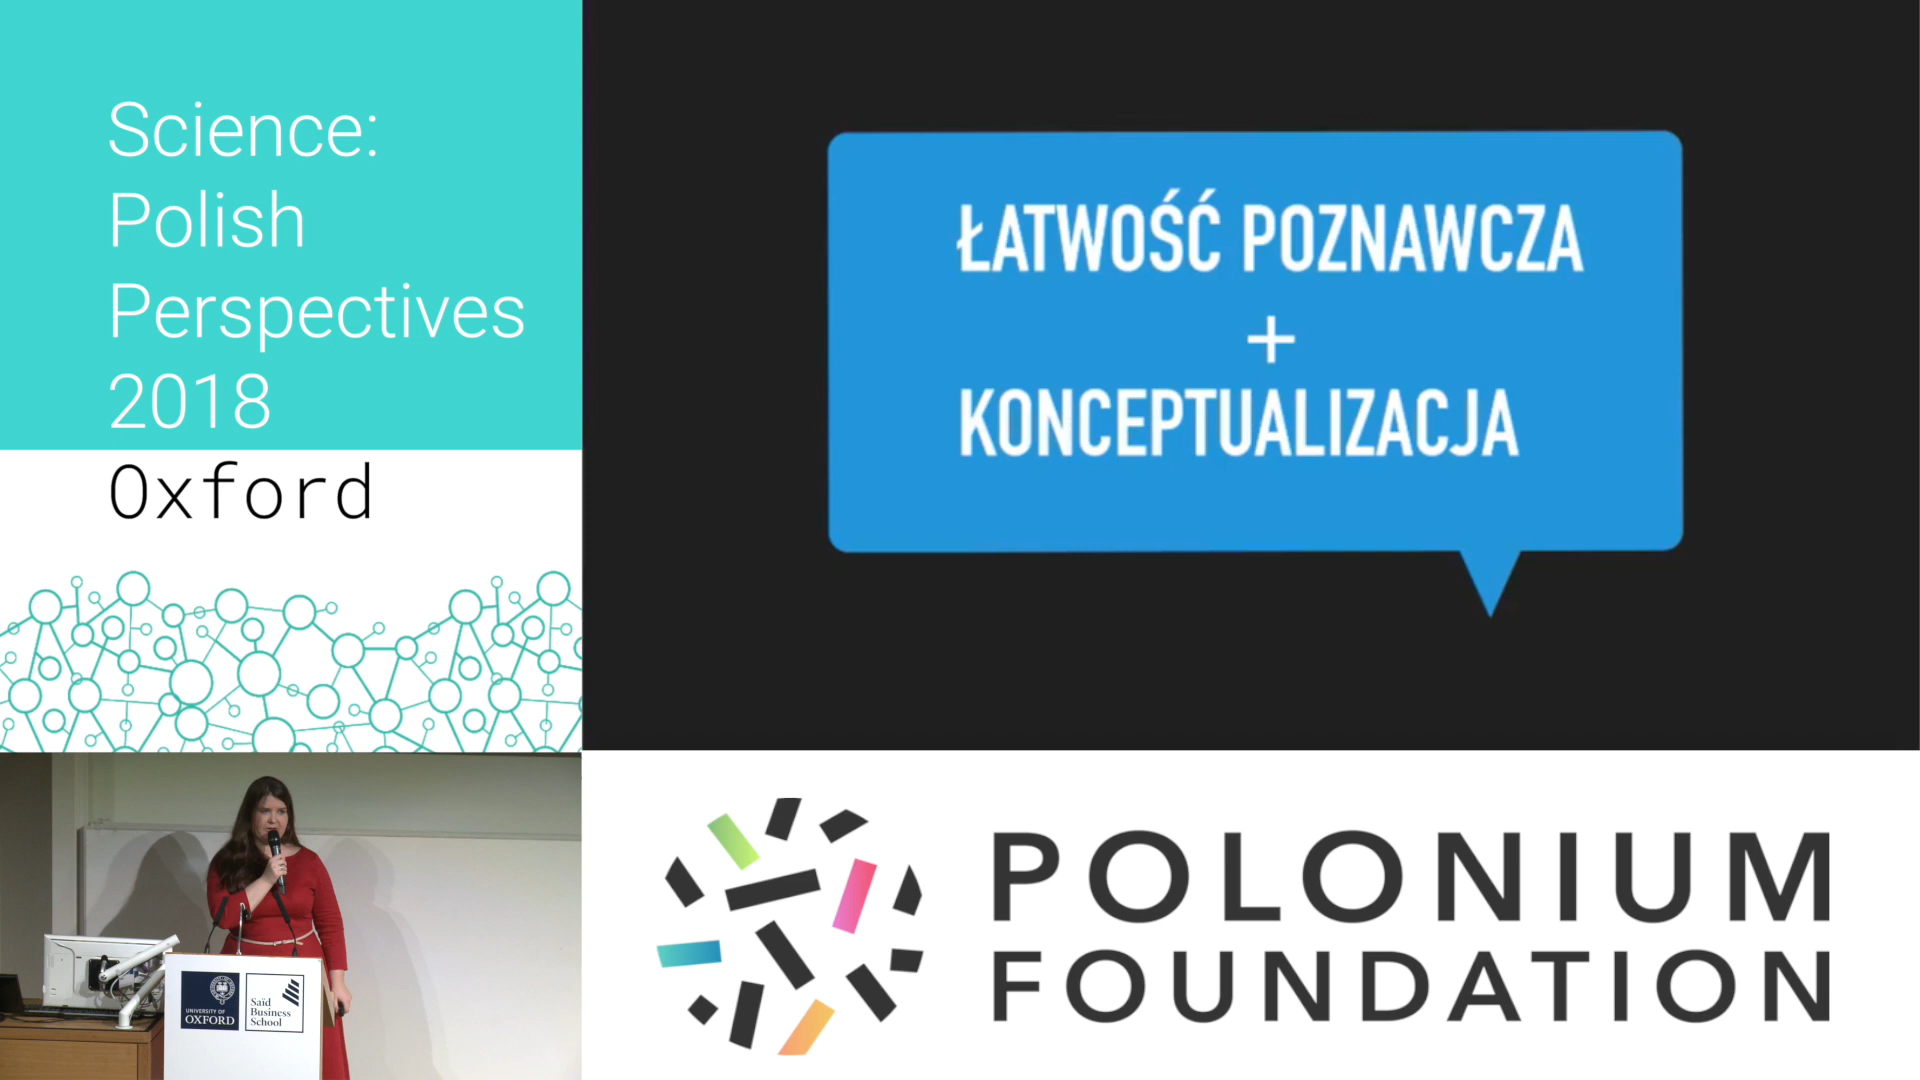 Science:
Polish
Perspectives
2018
Oxford
ŁATWOŚĆ POZNAWCZA
+
KONCEPTUALIZACJA
UNIVERSITY OF
OXFORD
Saïd
Business
School
POLONIUM
FOUNDATION